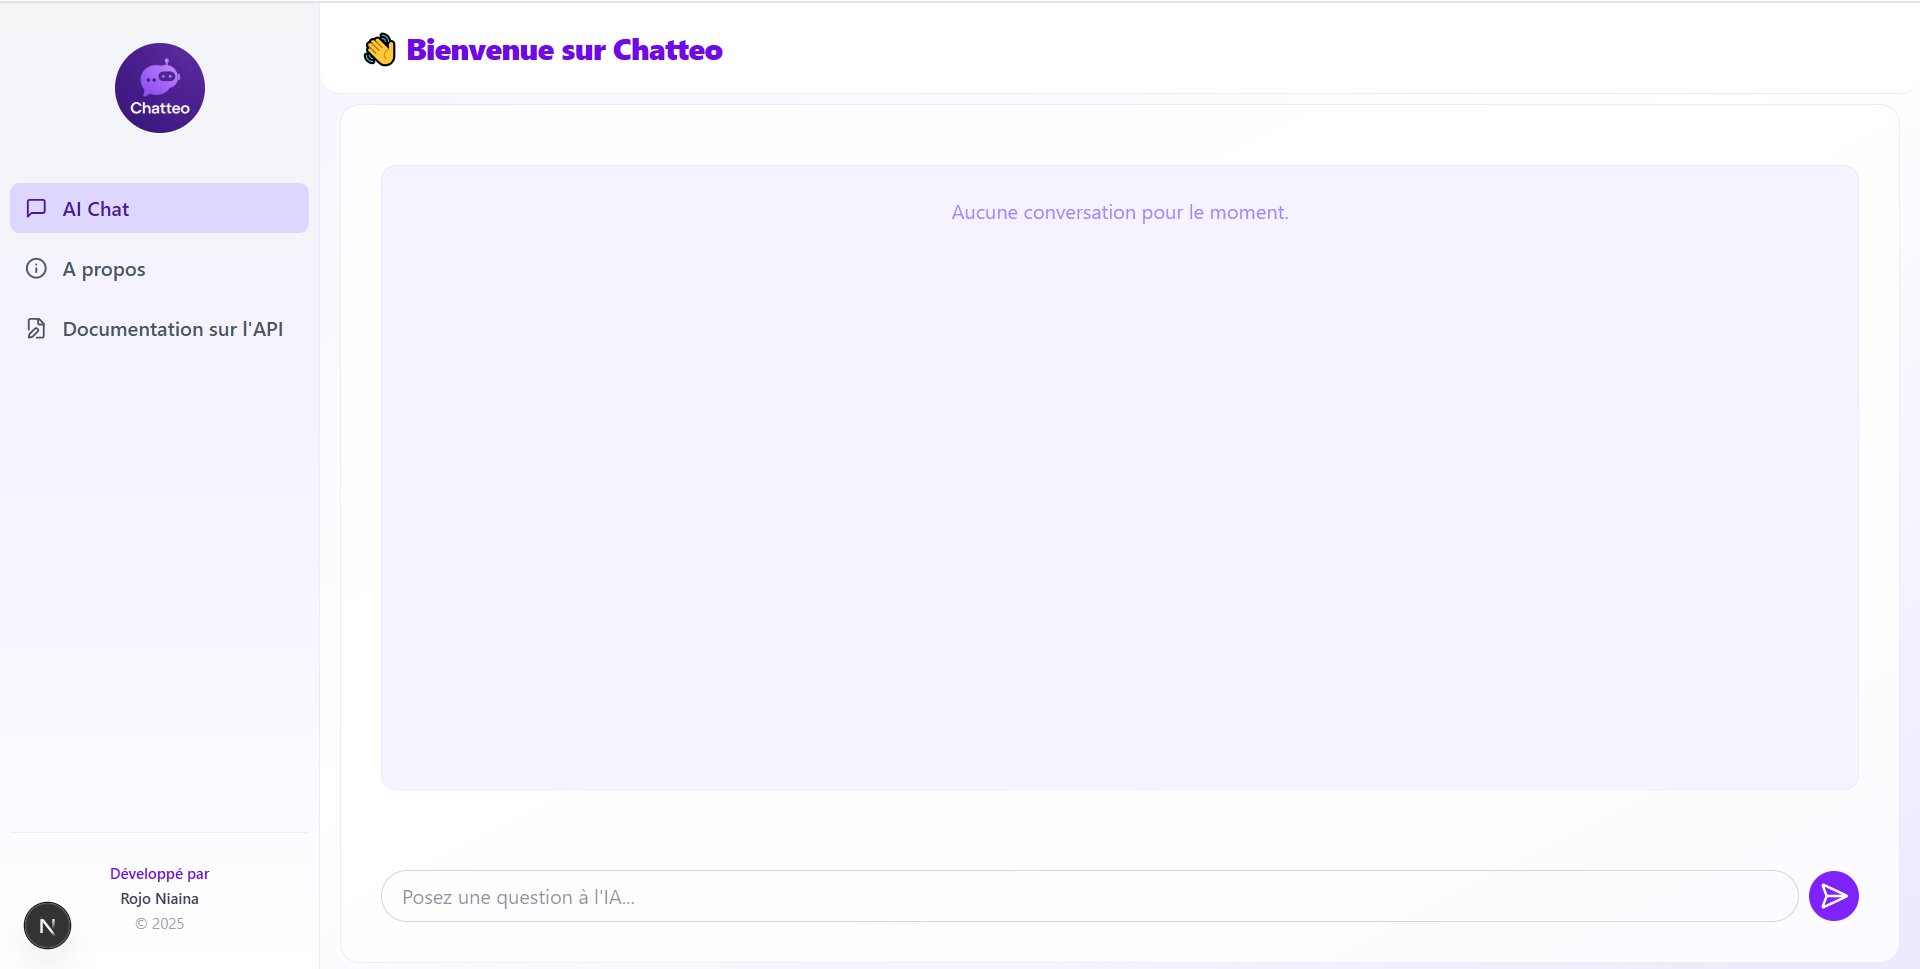 Chatteo
AI Chat
A propos
Documentation sur l'API
Développé par
Rojo Niaina
© 2025
N
👋 Bienvenue sur Chatteo
Aucune conversation pour le moment.
Posez une question à l'IA...